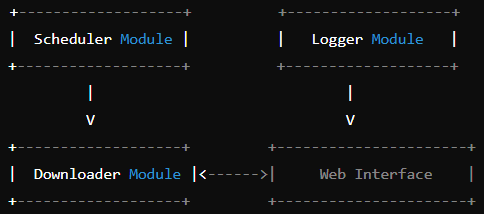 +------------------+           +------------------+
|  Scheduler Module |           |   Logger Module   |
+------------------+           +------------------+
         |                              |
         V                              V
+------------------+          +---------------------+
|  Downloader Module |<------>|    Web Interface    |
+------------------+          +---------------------+